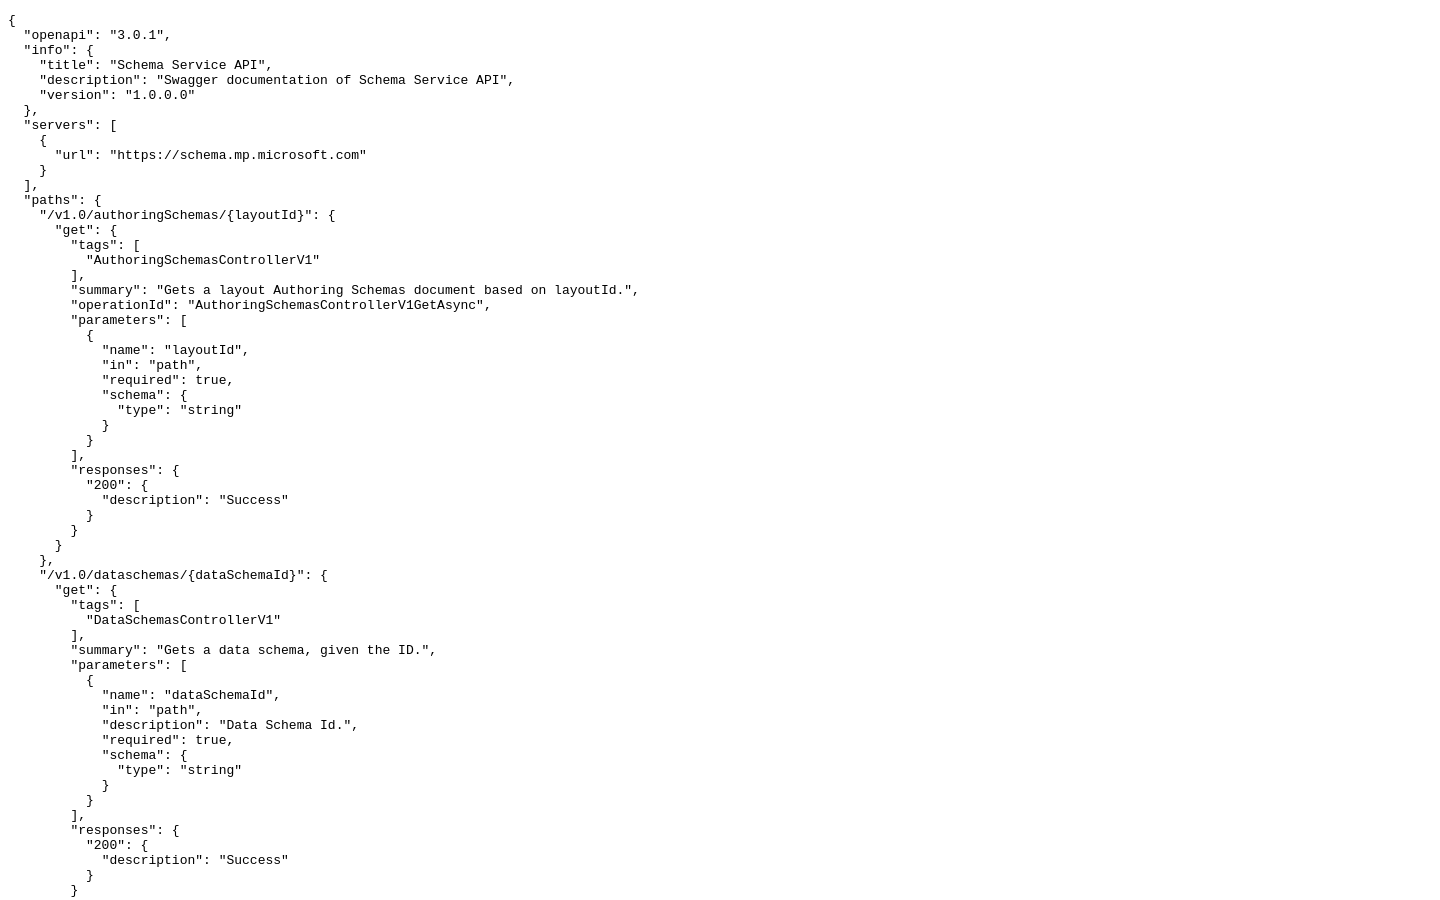 {
  "openapi": "3.0.1",
  "info": {
    "title": "Schema Service API",
    "description": "Swagger documentation of Schema Service API",
    "version": "1.0.0.0"
  },
  "servers": [
    {
      "url": "https://schema.mp.microsoft.com"
    }
  ],
  "paths": {
    "/v1.0/authoringSchemas/{layoutId}": {
      "get": {
        "tags": [
          "AuthoringSchemasControllerV1"
        ],
        "summary": "Gets a layout Authoring Schemas document based on layoutId.",
        "operationId": "AuthoringSchemasControllerV1GetAsync",
        "parameters": [
          {
            "name": "layoutId",
            "in": "path",
            "required": true,
            "schema": {
              "type": "string"
            }
          }
        ],
        "responses": {
          "200": {
            "description": "Success"
          }
        }
      }
    },
    "/v1.0/dataschemas/{dataSchemaId}": {
      "get": {
        "tags": [
          "DataSchemasControllerV1"
        ],
        "summary": "Gets a data schema, given the ID.",
        "parameters": [
          {
            "name": "dataSchemaId",
            "in": "path",
            "description": "Data Schema Id.",
            "required": true,
            "schema": {
              "type": "string"
            }
          }
        ],
        "responses": {
          "200": {
            "description": "Success"
          }
        }